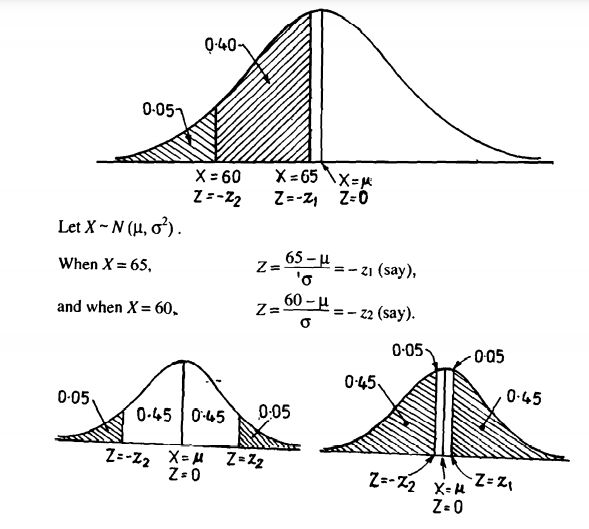 0.40
0.05
X=60 X=65 X=μ
Z=-Z₂ Z=-Z₁ Z=0
Let X ~ N (μ, σ²).
When X = 65, Z = (65 – μ)/σ = – z₁ (say),
and when X = 60, Z = (60 – μ)/σ = – z₂ (say).
0.05 0.45 0.45 0.05
Z=-Z₂ X=μ Z=Z₂
Z=0
0.05 0.05
0.45 0.45
Z=-Z₂ X=μ Z=Z₁
Z=0